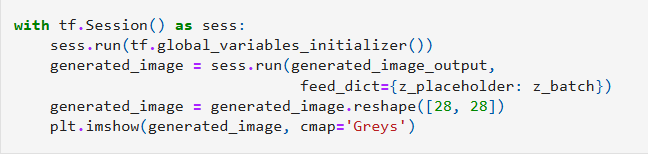 with tf.Session() as sess:
    sess.run(tf.global_variables_initializer())
    generated_image = sess.run(generated_image_output,
                                feed_dict={z_placeholder: z_batch})
    generated_image = generated_image.reshape([28, 28])
    plt.imshow(generated_image, cmap='Greys')